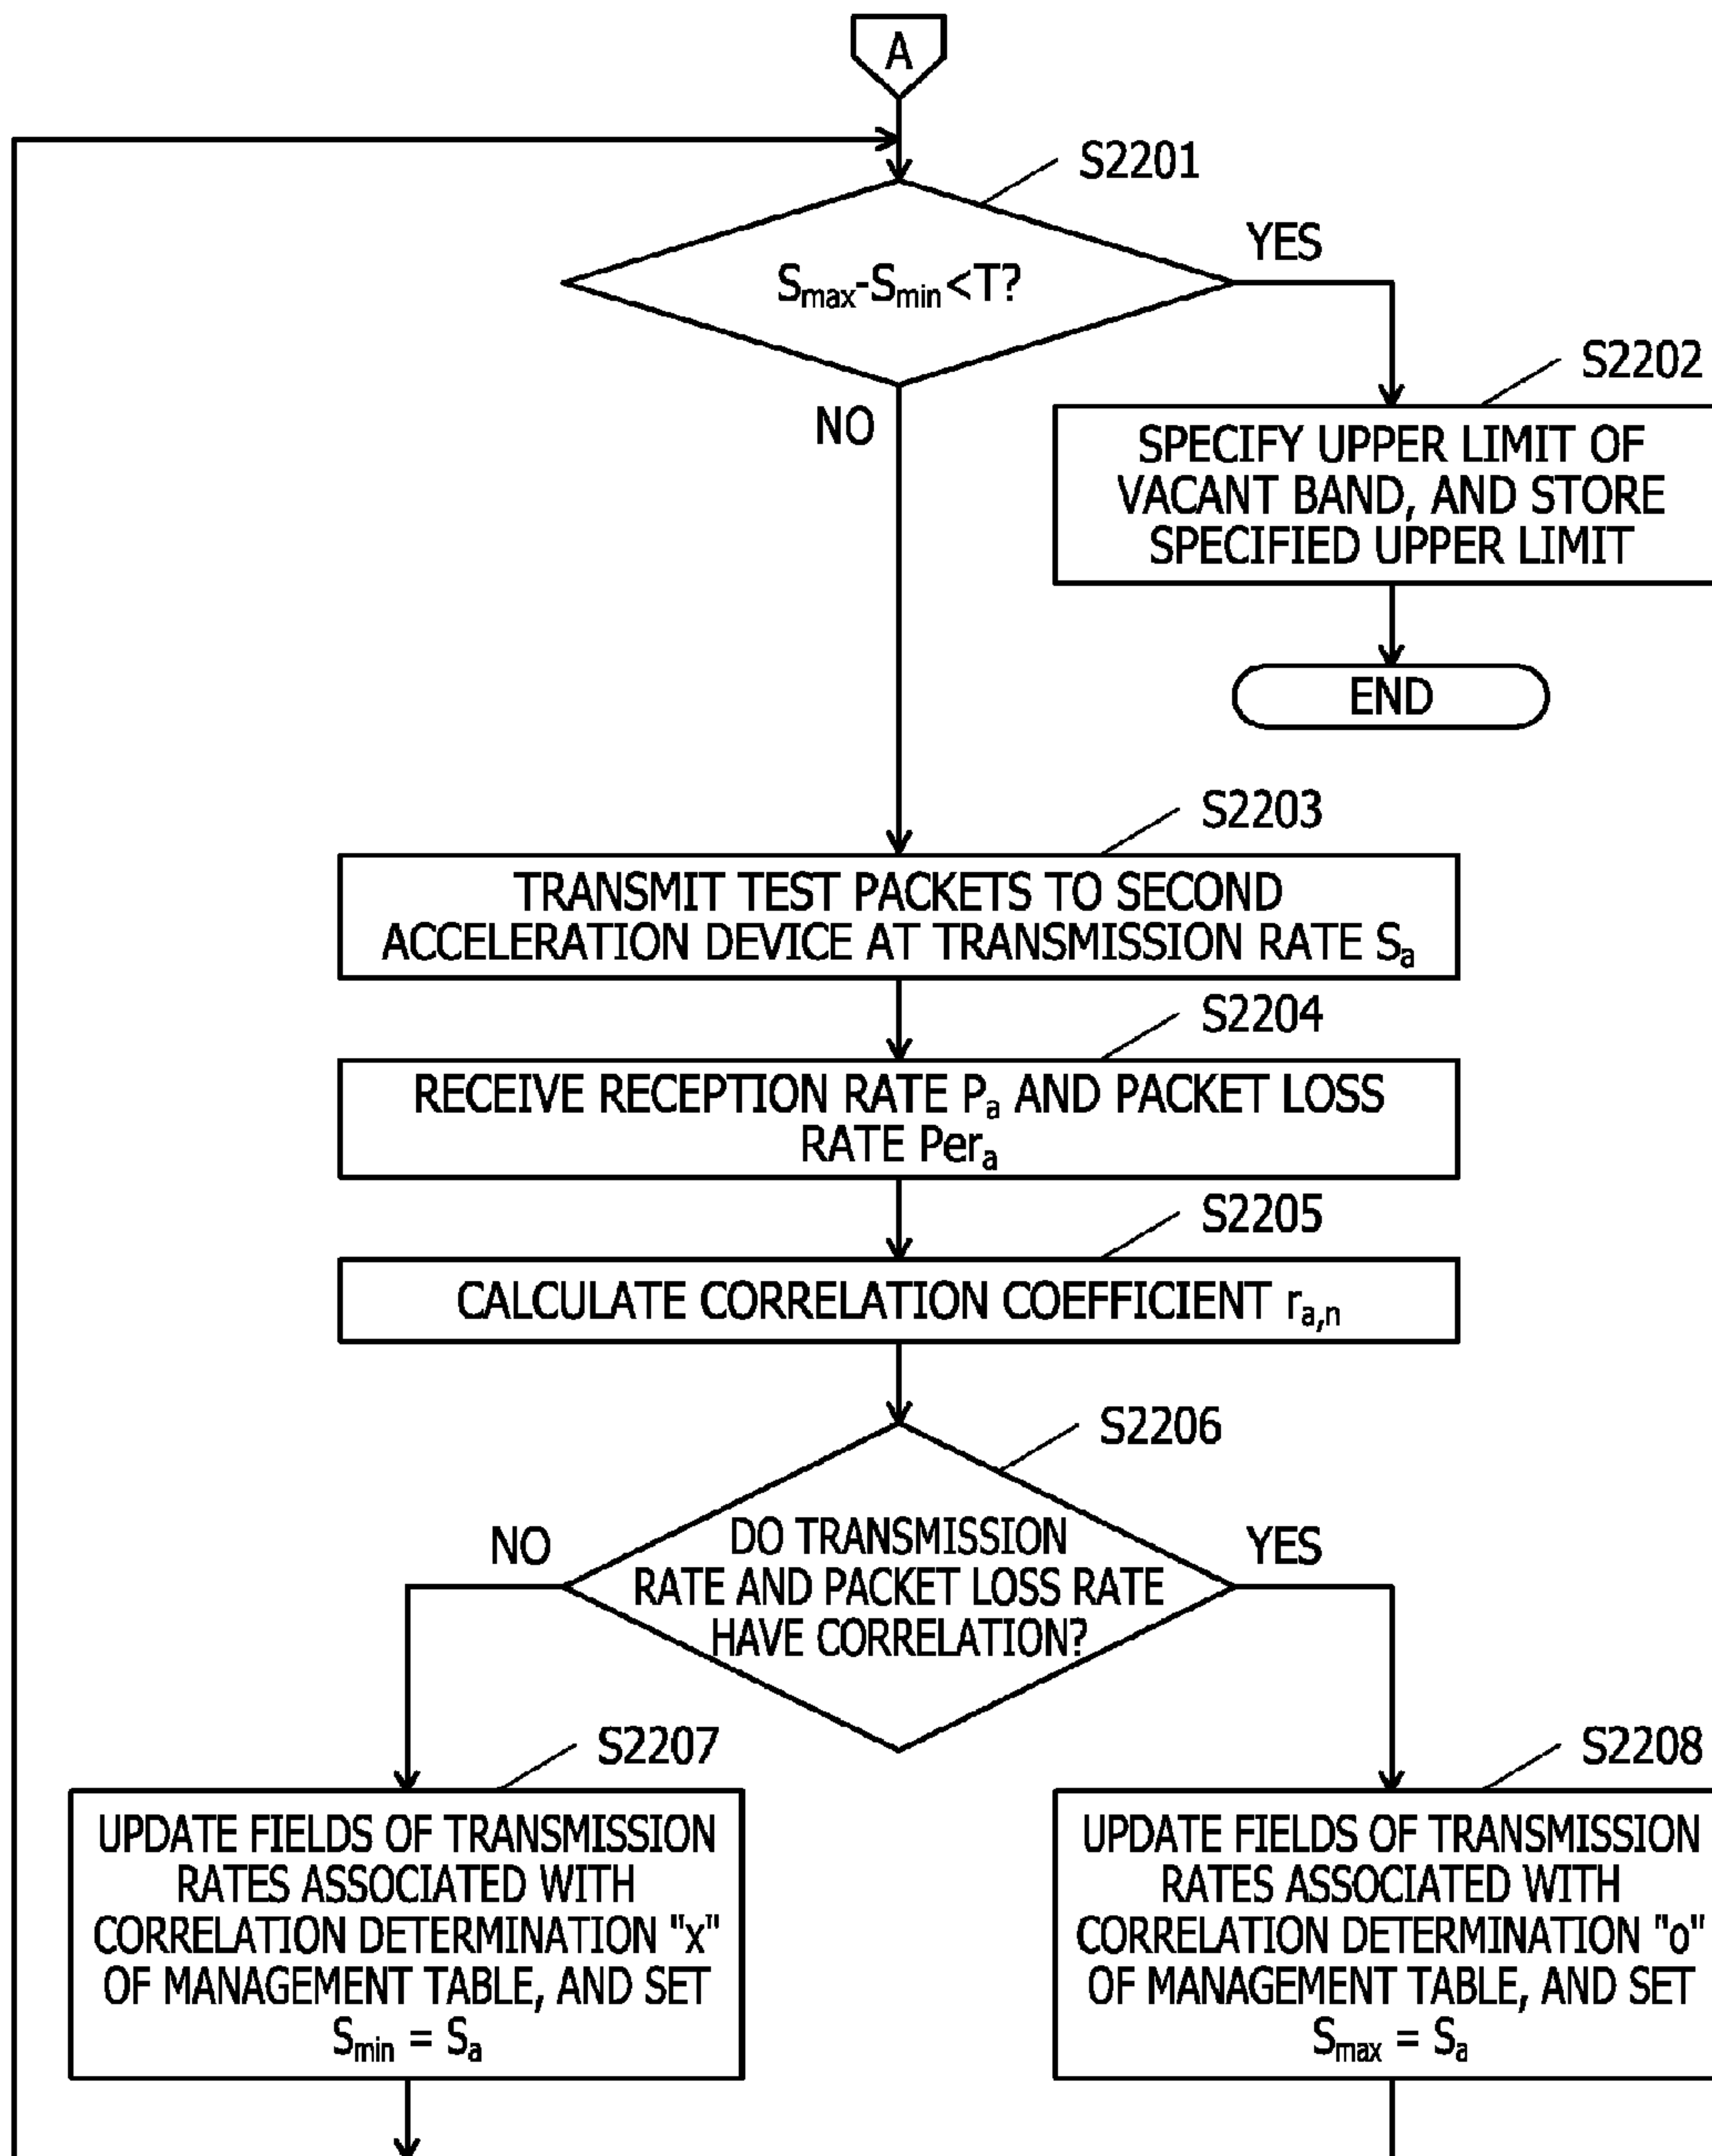 A
S2201
YES
Smax-Smin<T?
S2202
NO
SPECIFY UPPER LIMIT OF
VACANT BAND, AND STORE
SPECIFIED UPPER LIMIT
END
S2203
TRANSMIT TEST PACKETS TO SECOND
ACCELERATION DEVICE AT TRANSMISSION RATE Sa
S2204
RECEIVE RECEPTION RATE Pa AND PACKET LOSS
RATE Pera
S2205
CALCULATE CORRELATION COEFFICIENT ra,n
S2206
NO
YES
DO TRANSMISSION
RATE AND PACKET LOSS RATE
HAVE CORRELATION?
S2207
UPDATE FIELDS OF TRANSMISSION
RATES ASSOCIATED WITH
CORRELATION DETERMINATION "x"
OF MANAGEMENT TABLE, AND SET
Smin = Sa
S2208
UPDATE FIELDS OF TRANSMISSION
RATES ASSOCIATED WITH
CORRELATION DETERMINATION "o"
OF MANAGEMENT TABLE, AND SET
Smax = Sa